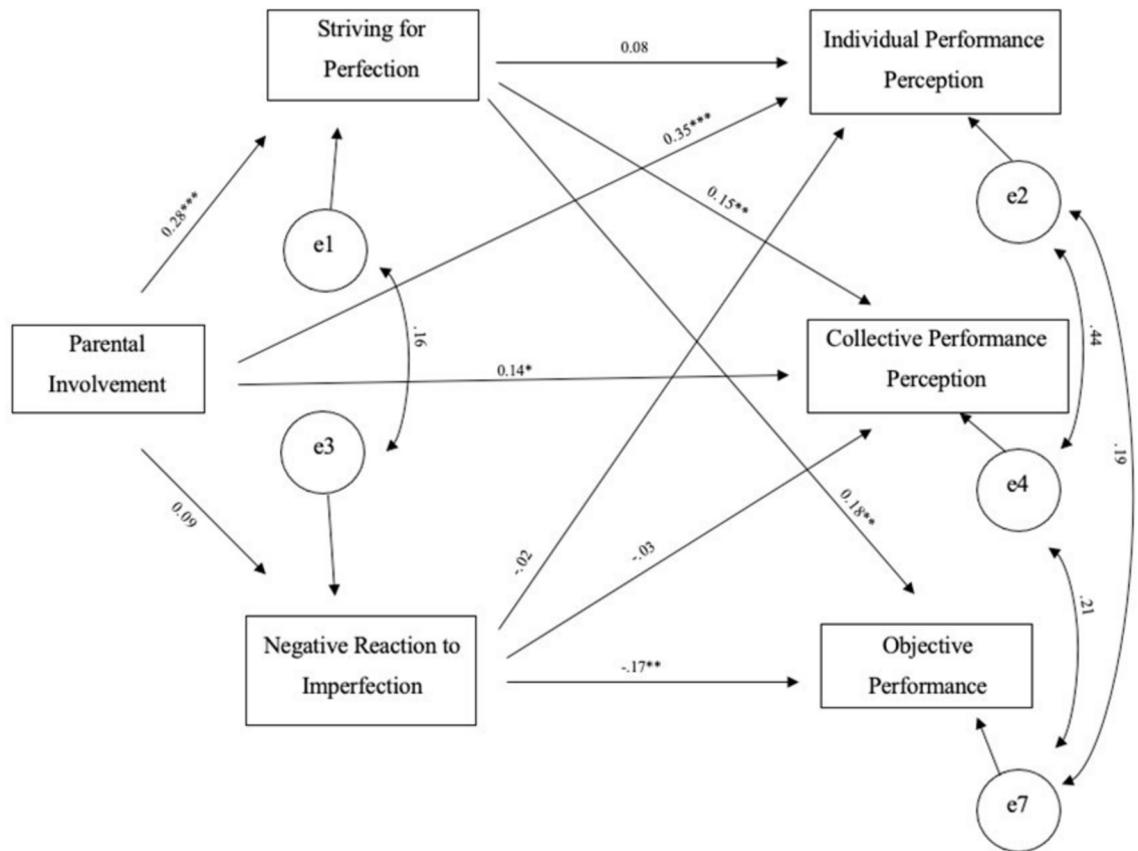 Striving for
Perfection
Individual Performance
Perception
0.08
0.35***
0.28***
0.15**
e1
e2
.16
.44
Parental
Involvement
Collective Performance
Perception
0.14*
e3
e4
.19
0.09
0.18**
-.02
-.03
.21
Negative Reaction to
Imperfection
-.17**
Objective
Performance
e7